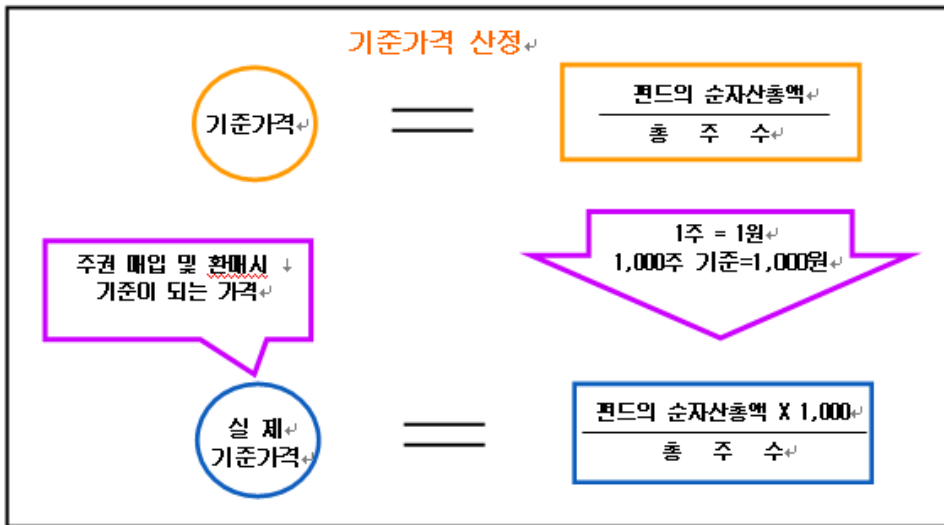 기준가격 산정
기준가격
펀드의 순자산총액
총 주 수
1주 = 1원
1,000주 기준=1,000원
주권 매입 및 환매시
기준이 되는 가격
실 제
기준가격
펀드의 순자산총액 X 1,000
총 주 수